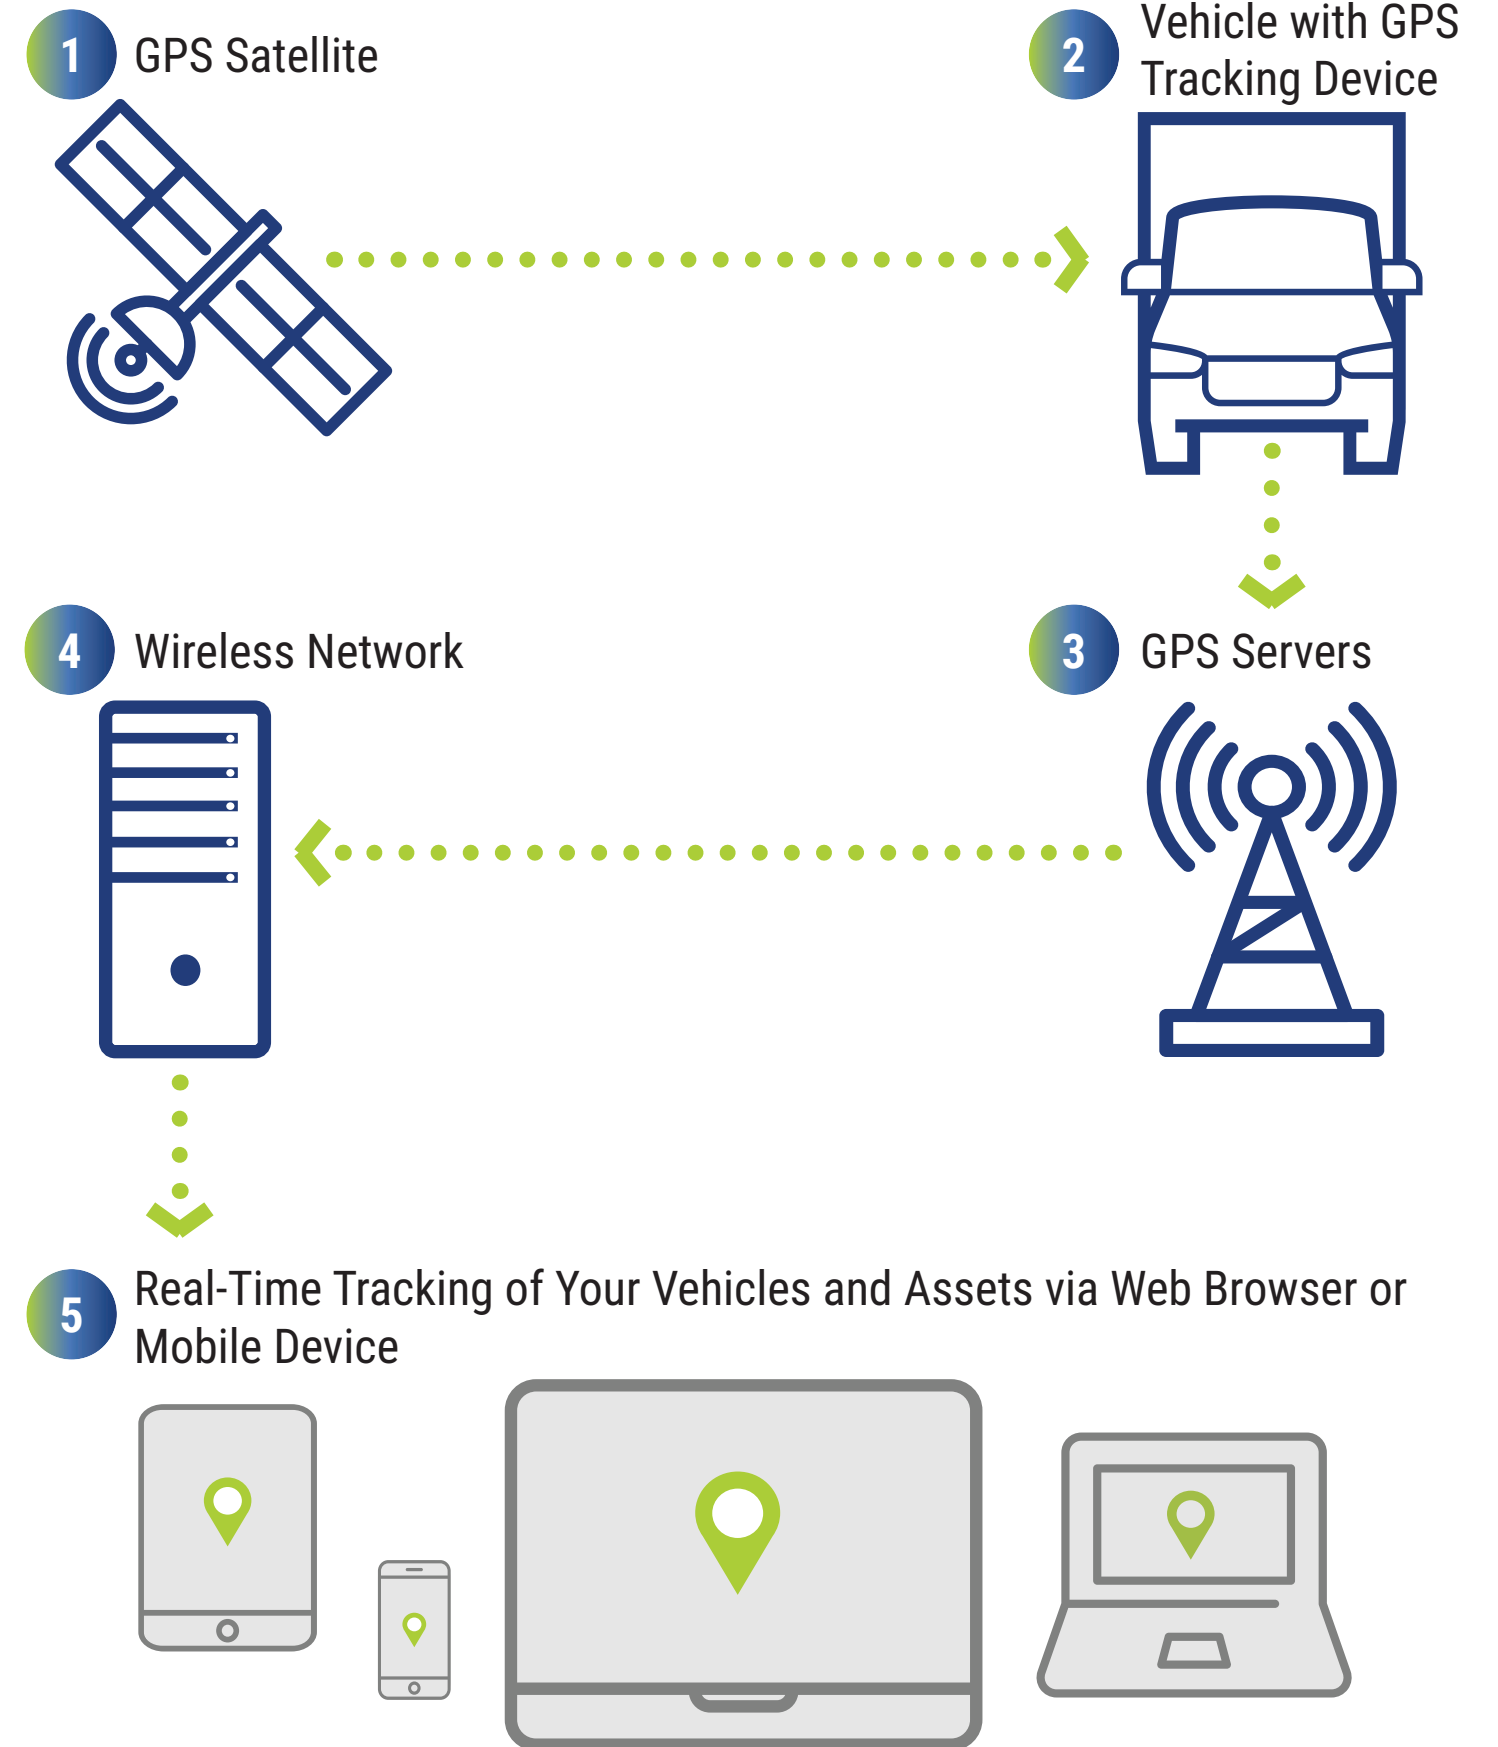 1 GPS Satellite
2 Vehicle with GPS
Tracking Device
4 Wireless Network
3 GPS Servers
5 Real-Time Tracking of Your Vehicles and Assets via Web Browser or
Mobile Device